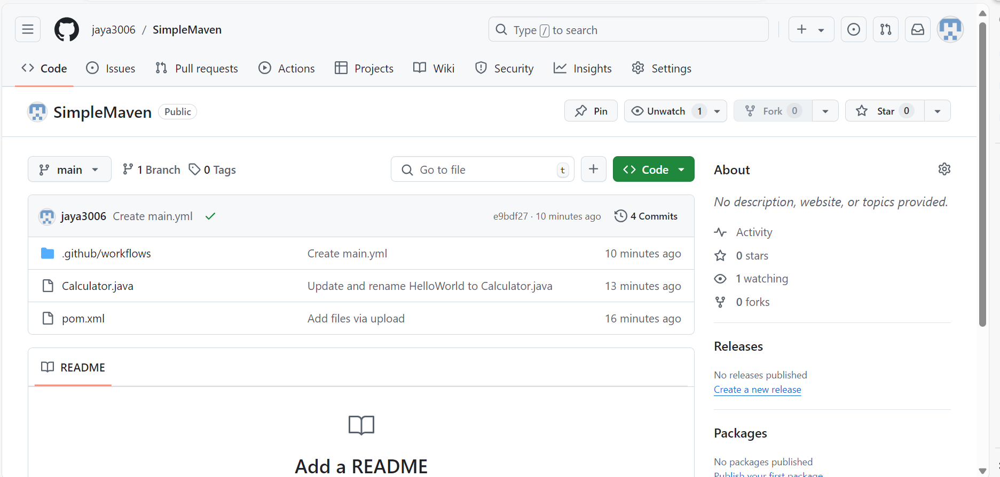 jaya3006 / SimpleMaven
Type / to search
Code Issues Pull requests Actions Projects Wiki Security Insights Settings
SimpleMaven Public
Pin Unwatch 1 Fork 0 Star 0
main 1 Branch 0 Tags
Go to file t
Code
jaya3006 Create main.yml e9bdf27 · 10 minutes ago 4 Commits
.github/workflows Create main.yml 10 minutes ago
Calculator.java Update and rename HelloWorld to Calculator.java 13 minutes ago
pom.xml Add files via upload 16 minutes ago
README
Add a README
About
No description, website, or topics provided.
Activity
0 stars
1 watching
0 forks
Releases
No releases published
Create a new release
Packages
No packages published
Publish your first package